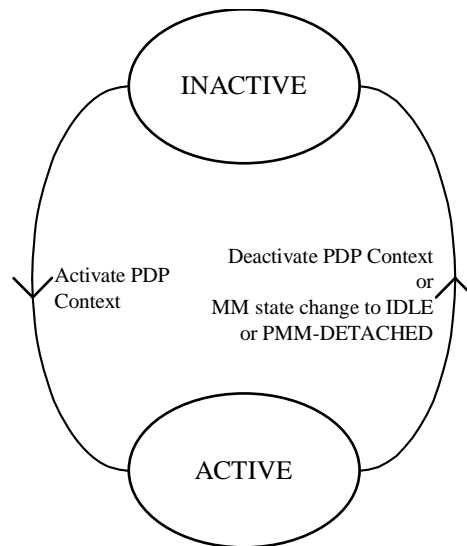 INACTIVE
Activate PDP
Context
Deactivate PDP Context
or
MM state change to IDLE
or PMM-DETACHED
ACTIVE